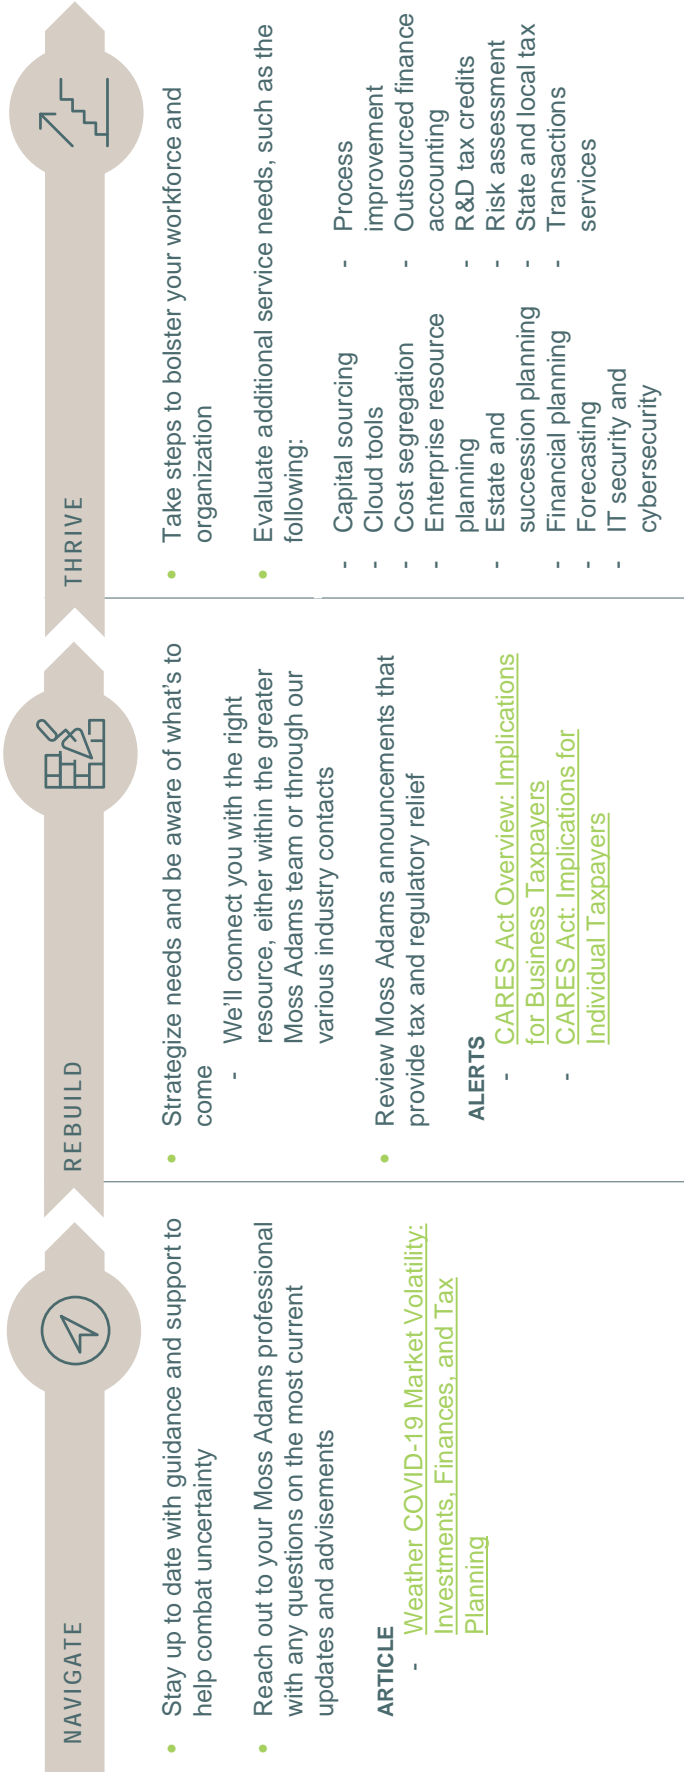 NAVIGATE
• Stay up to date with guidance and support to
help combat uncertainty
• Reach out to your Moss Adams professional
with any questions on the most current
updates and advisements
ARTICLE
- Weather COVID-19 Market Volatility:
Investments, Finances, and Tax
Planning
REBUILD
• Strategize needs and be aware of what's to
come
- We'll connect you with the right
resource, either within the greater
Moss Adams team or through our
various industry contacts
• Review Moss Adams announcements that
provide tax and regulatory relief
ALERTS
- CARES Act Overview: Implications
for Business Taxpayers
- CARES Act: Implications for
Individual Taxpayers
THRIVE
• Take steps to bolster your workforce and
organization
• Evaluate additional service needs, such as the
following:
- Capital sourcing
- Cloud tools
- Cost segregation
- Enterprise resource
planning
- Estate and
succession planning
- Financial planning
- Forecasting
- IT security and
cybersecurity
- Process
improvement
- Outsourced finance
accounting
- R&D tax credits
- Risk assessment
- State and local tax
- Transactions
services